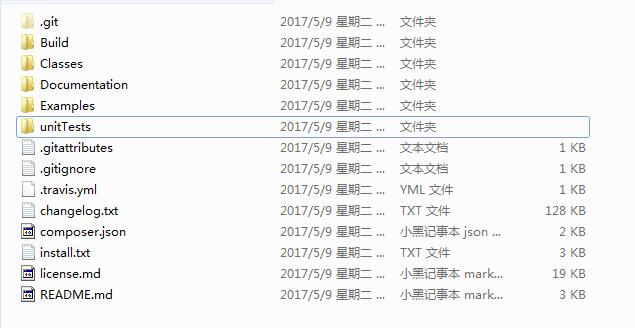 .git 2017/5/9 星期二 ... 文件夹
Build 2017/5/9 星期二 ... 文件夹
Classes 2017/5/9 星期二 ... 文件夹
Documentation 2017/5/9 星期二 ... 文件夹
Examples 2017/5/9 星期二 ... 文件夹
unitTests 2017/5/9 星期二 ... 文件夹
.gitattributes 2017/5/9 星期二 ... 文本文档 1 KB
.gitignore 2017/5/9 星期二 ... 文本文档 1 KB
.travis.yml 2017/5/9 星期二 ... YML 文件 1 KB
changelog.txt 2017/5/9 星期二 ... TXT 文件 128 KB
composer.json 2017/5/9 星期二 ... 小黑记事本 json ... 2 KB
install.txt 2017/5/9 星期二 ... TXT 文件 3 KB
license.md 2017/5/9 星期二 ... 小黑记事本 mark... 19 KB
README.md 2017/5/9 星期二 ... 小黑记事本 mark... 3 KB